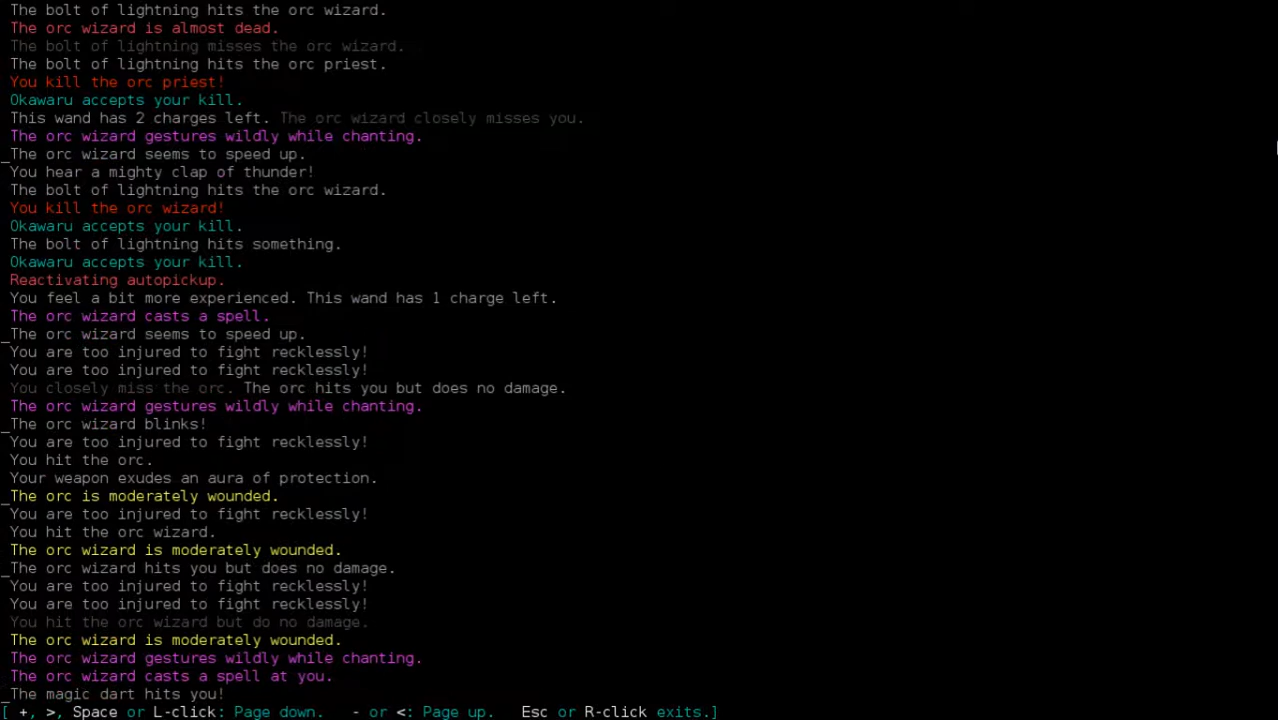 The bolt of lightning hits the orc wizard.
The orc wizard is almost dead.
The bolt of lightning misses the orc wizard.
The bolt of lightning hits the orc priest.
You kill the orc priest!
Okawaru accepts your kill.
This wand has 2 charges left. The orc wizard closely misses you.
The orc wizard gestures wildly while chanting.
_The orc wizard seems to speed up.
You hear a mighty clap of thunder!
The bolt of lightning hits the orc wizard.
You kill the orc wizard!
Okawaru accepts your kill.
The bolt of lightning hits something.
Okawaru accepts your kill.
Reactivating autopickup.
You feel a bit more experienced. This wand has 1 charge left.
The orc wizard casts a spell.
_The orc wizard seems to speed up.
You are too injured to fight recklessly!
You are too injured to fight recklessly!
You closely miss the orc. The orc hits you but does no damage.
The orc wizard gestures wildly while chanting.
_The orc wizard blinks!
You are too injured to fight recklessly!
You hit the orc.
Your weapon exudes an aura of protection.
_The orc is moderately wounded.
You are too injured to fight recklessly!
You hit the orc wizard.
The orc wizard is moderately wounded.
_The orc wizard hits you but does no damage.
You are too injured to fight recklessly!
You are too injured to fight recklessly!
You hit the orc wizard but do no damage.
The orc wizard is moderately wounded.
The orc wizard gestures wildly while chanting.
The orc wizard casts a spell at you.
_The magic dart hits you!
[ +, >, Space or L-click: Page down.   - or <: Page up.   Esc or R-click exits.]